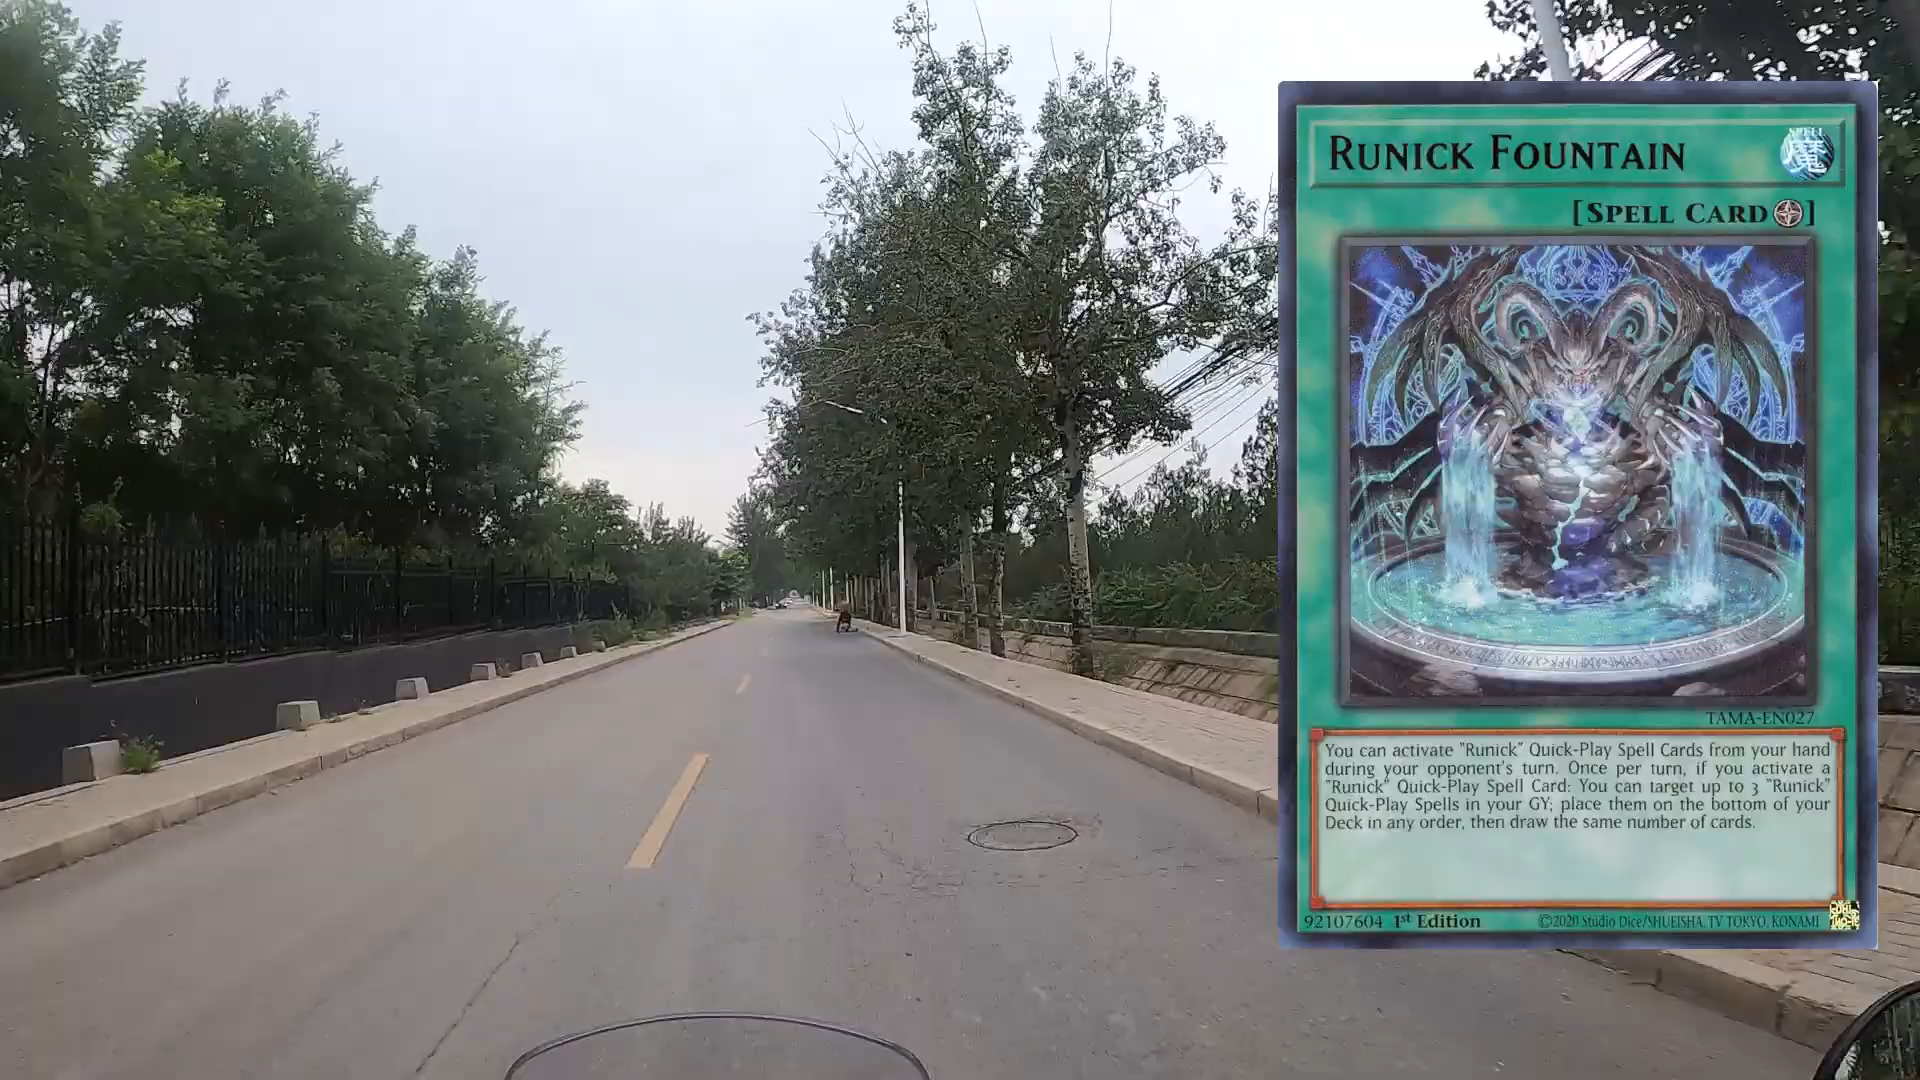 RUNICK FOUNTAIN
SPELL
魔
[SPELL CARD]
TAMA-EN027
You can activate "Runick" Quick-Play Spell Cards from your hand
during your opponent's turn. Once per turn, if you activate a
"Runick" Quick-Play Spell Card: You can target up to 3 "Runick"
Quick-Play Spells in your GY; place them on the bottom of your
Deck in any order, then draw the same number of cards.
92107604 1st Edition ©2020 Studio Dice/SHUEISHA, TV TOKYO, KONAMI